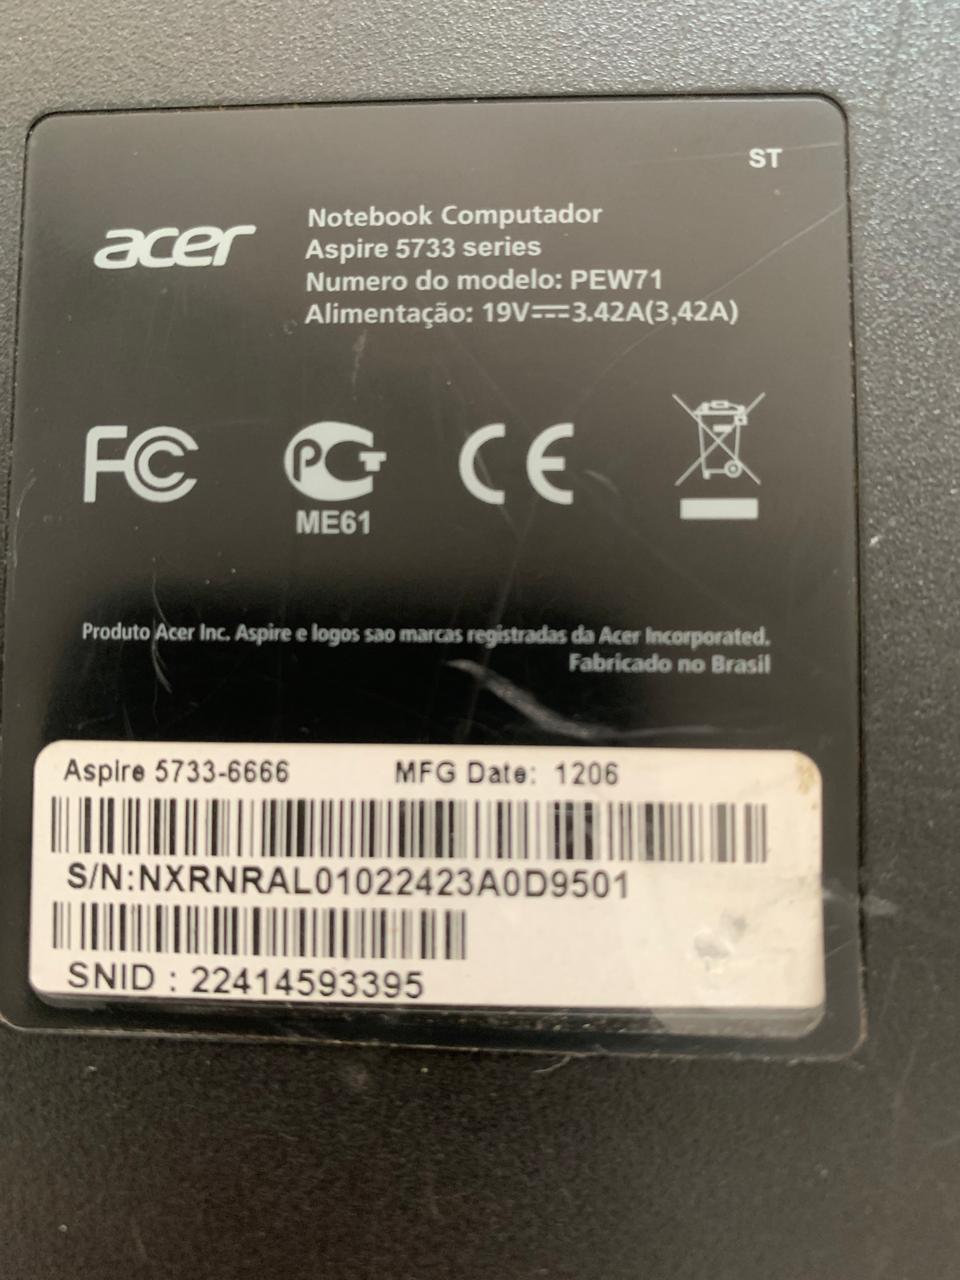 ST
acer
Notebook Computador
Aspire 5733 series
Numero do modelo: PEW71
Alimentação: 19V⎓3.42A(3,42A)
FC
PCT
CE
ME61
Produto Acer Inc. Aspire e logos sao marcas registradas da Acer Incorporated.
Fabricado no Brasil
Aspire 5733-6666 MFG Date: 1206
S/N:NXRNRAL01022423A0D9501
SNID : 22414593395